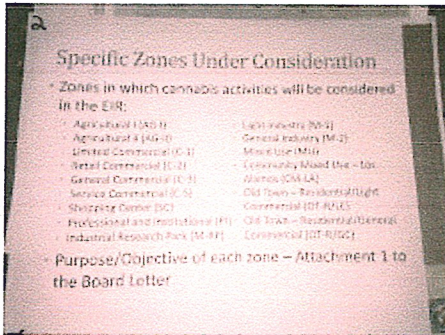 2
Specific Zones Under Consideration
• Zones in which cannabis activities will be considered
in the EIR:
• Agricultural I (AG-I)
• Agricultural II (AG-II)
• Limited Commercial (C-1)
• Retail Commercial (C-2)
• General Commercial (C-3)
• Service Commercial (C-S)
• Shopping Center (SC)
• Professional and Institutional (PI)
• Industrial Research Park (M-RP)
• Light Industry (M-1)
• General Industry (M-2)
• Mixed Use (MU)
• Community Mixed Use – Los
Alamos (CM-LA)
• Old Town – Residential/Light
Commercial (OT-R/LC)
• Old Town – Residential/General
Commercial (OT-R/GC)
• Purpose/Objective of each zone – Attachment 1 to
the Board Letter